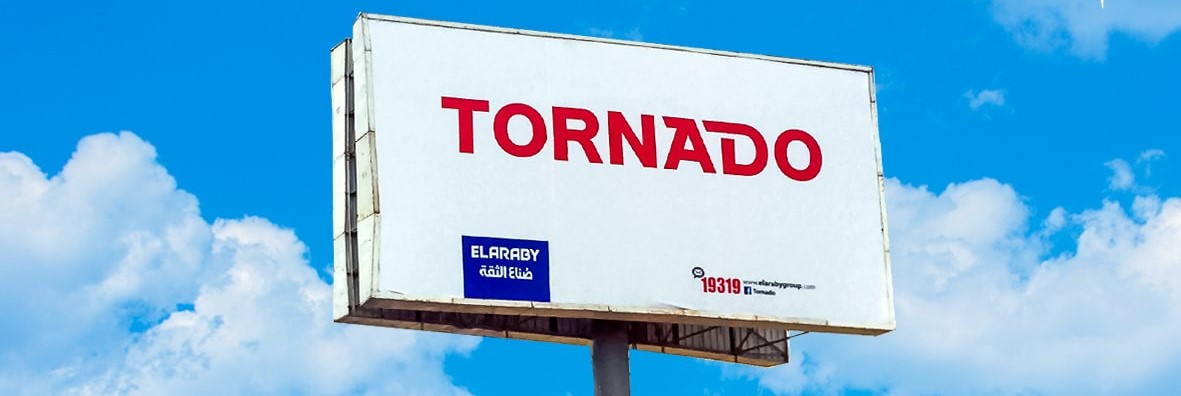 TORNADO
ELARABY
صناع الثقة
19319
www.elarabygroup.com
Tornado